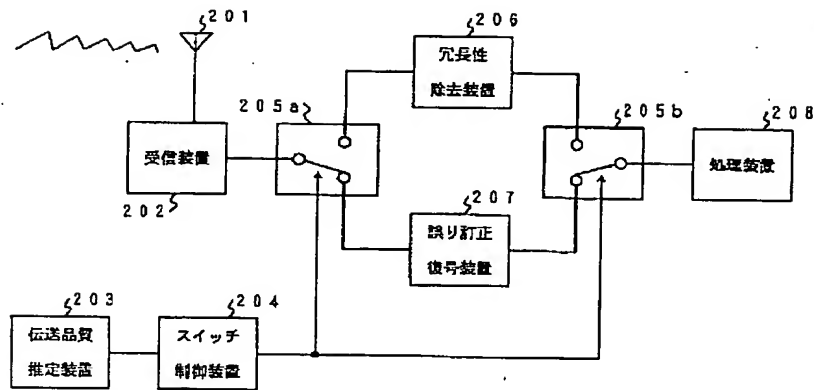 201
206
冗長性
除去装置
205a
205b
208
受信装置
処理装置
202
207
誤り訂正
復号装置
203
204
伝送品質
推定装置
スイッチ
制御装置